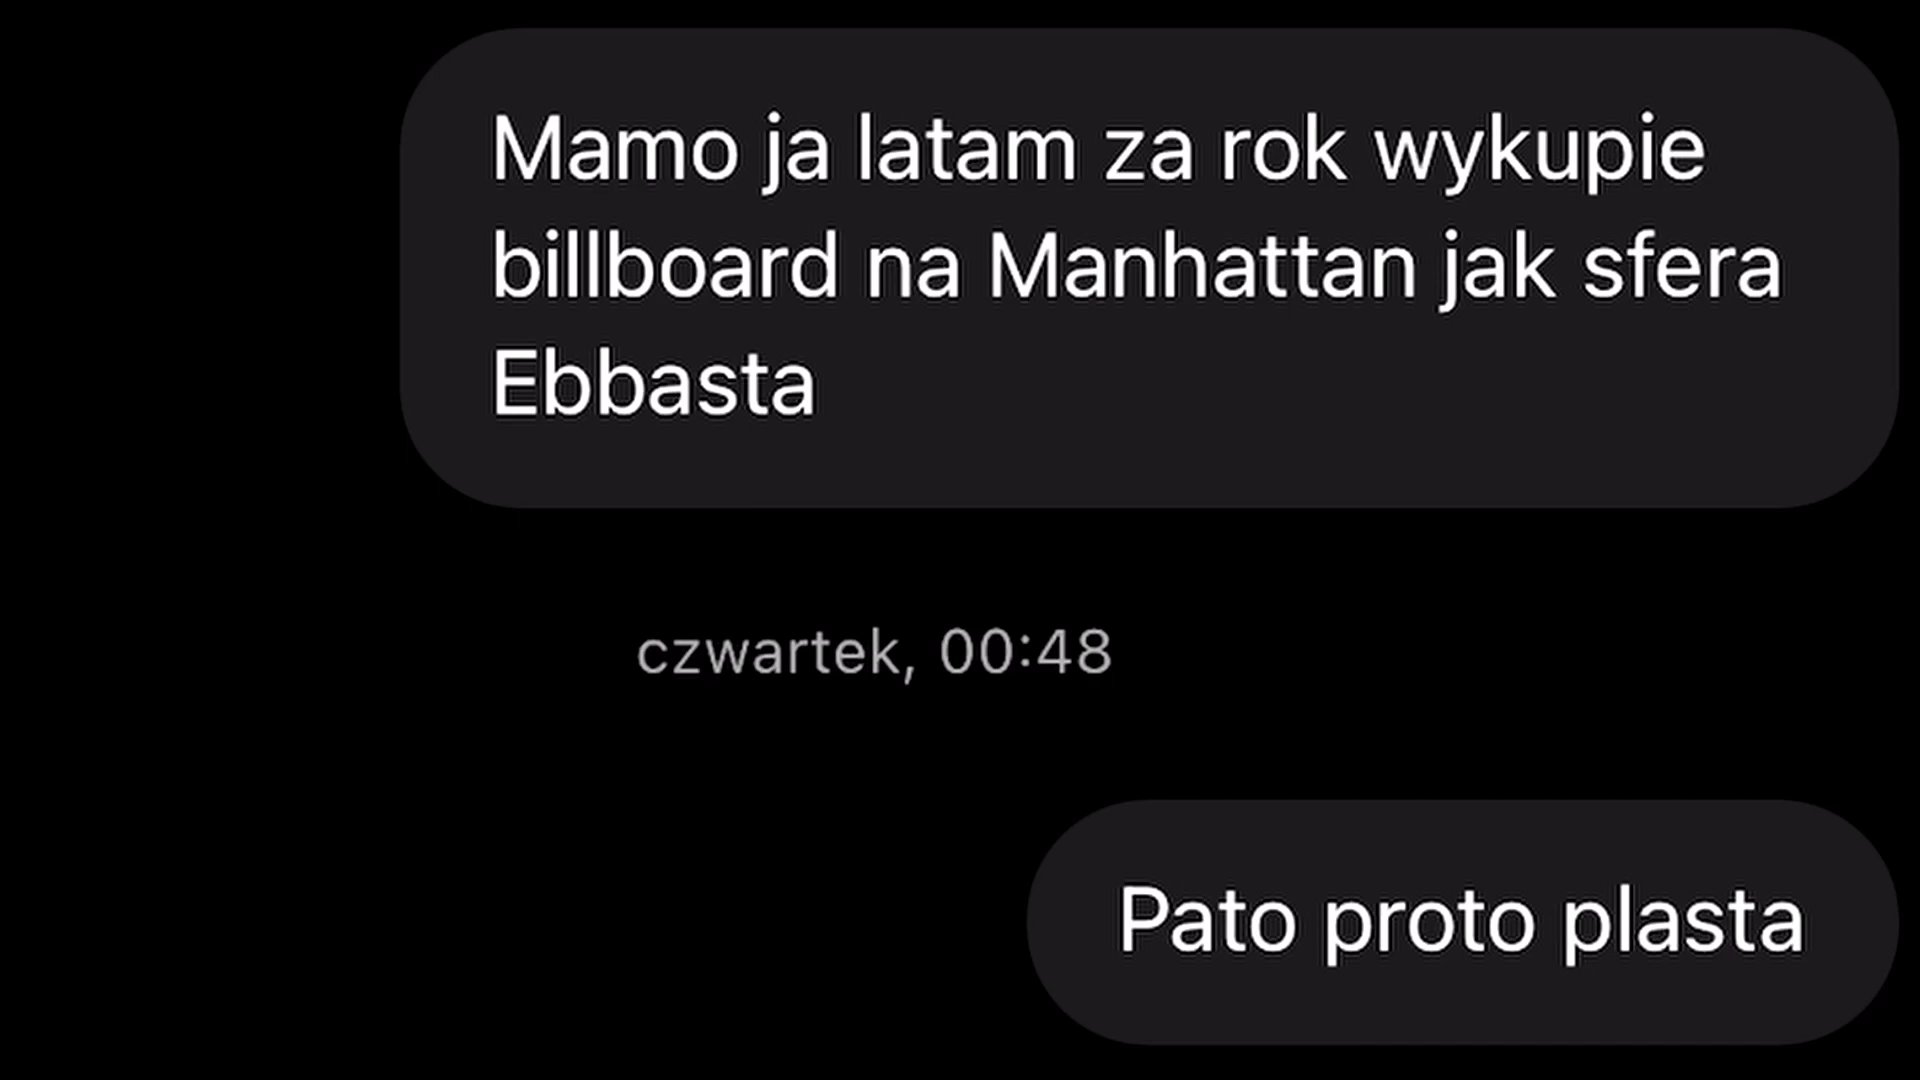 Mamo ja latam za rok wykupie
billboard na Manhattan jak sfera
Ebbasta
czwartek, 00:48
Pato proto plasta